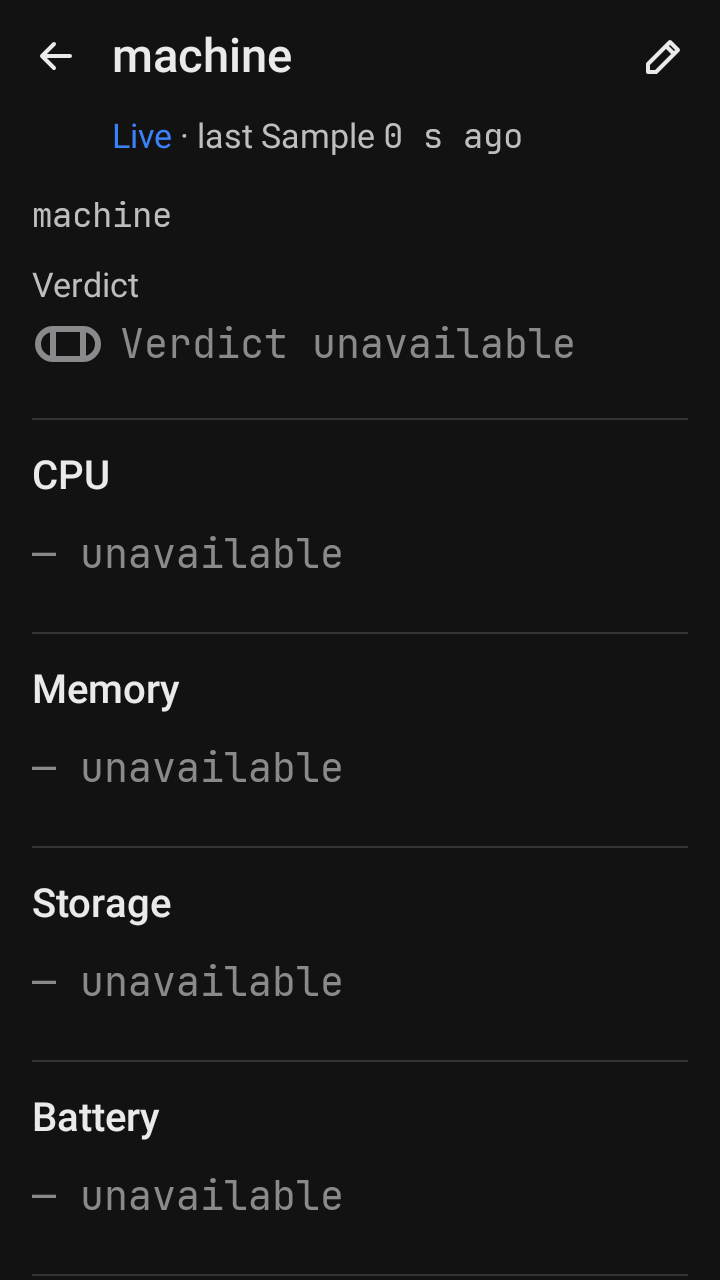 machine
Live · last Sample 0 s ago
machine
Verdict
Verdict unavailable
CPU
— unavailable
Memory
— unavailable
Storage
— unavailable
Battery
— unavailable